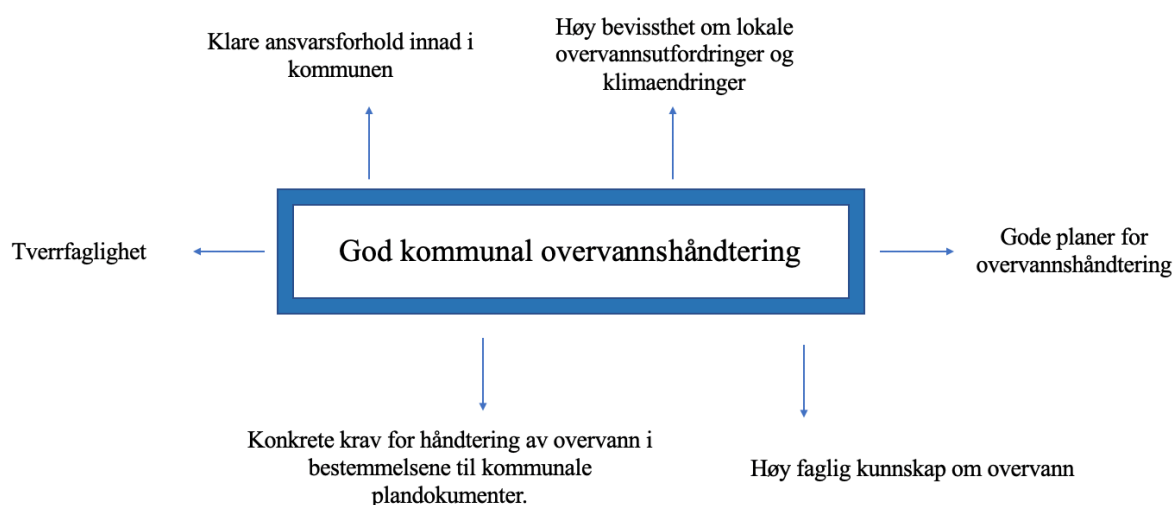 Klare ansvarsforhold innad i
kommunen
Høy bevissthet om lokale
overvannsutfordringer og
klimaendringer
Tverrfaglighet
God kommunal overvannshåndtering
Gode planer for
overvannshåndtering
Konkrete krav for håndtering av overvann i
bestemmelsene til kommunale
plandokumenter.
Høy faglig kunnskap om overvann